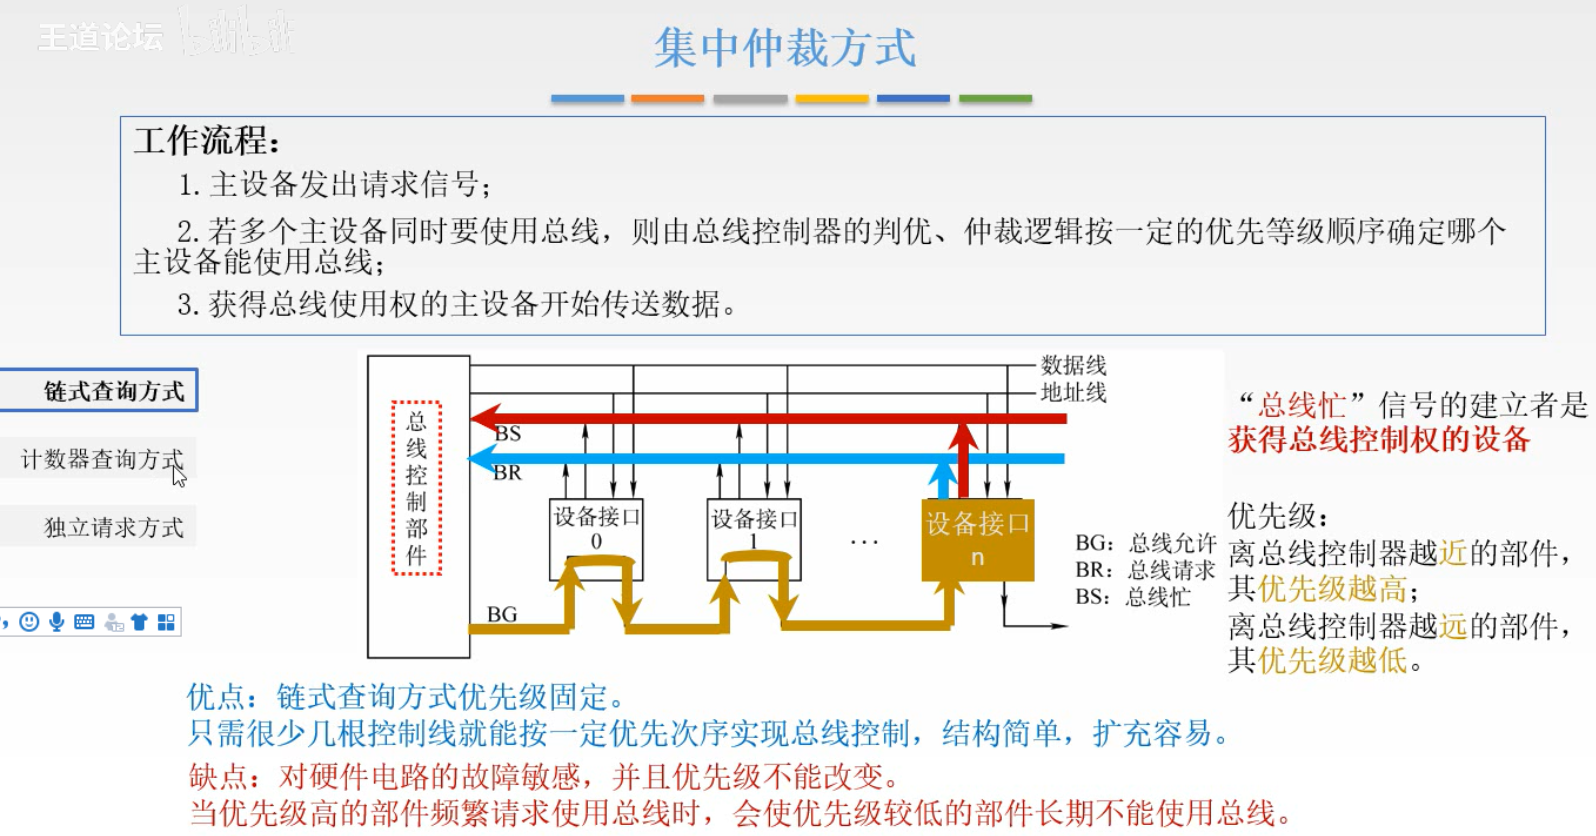 王道论坛 bilibili
集中仲裁方式
工作流程：
1. 主设备发出请求信号；
2. 若多个主设备同时要使用总线，则由总线控制器的判优、仲裁逻辑按一定的优先等级顺序确定哪个
主设备能使用总线；
3. 获得总线使用权的主设备开始传送数据。
链式查询方式
计数器查询方式
独立请求方式
总线控制部件
数据线
地址线
BS
BR
设备接口
0
设备接口
1
...
设备接口
n
BG
BG：总线允许
BR：总线请求
BS：总线忙
“总线忙”信号的建立者是
获得总线控制权的设备
优先级：
离总线控制器越近的部件，
其优先级越高；
离总线控制器越远的部件，
其优先级越低。
优点：链式查询方式优先级固定。
只需很少几根控制线就能按一定优先次序实现总线控制，结构简单，扩充容易。
缺点：对硬件电路的故障敏感，并且优先级不能改变。
当优先级高的部件频繁请求使用总线时，会使优先级较低的部件长期不能使用总线。